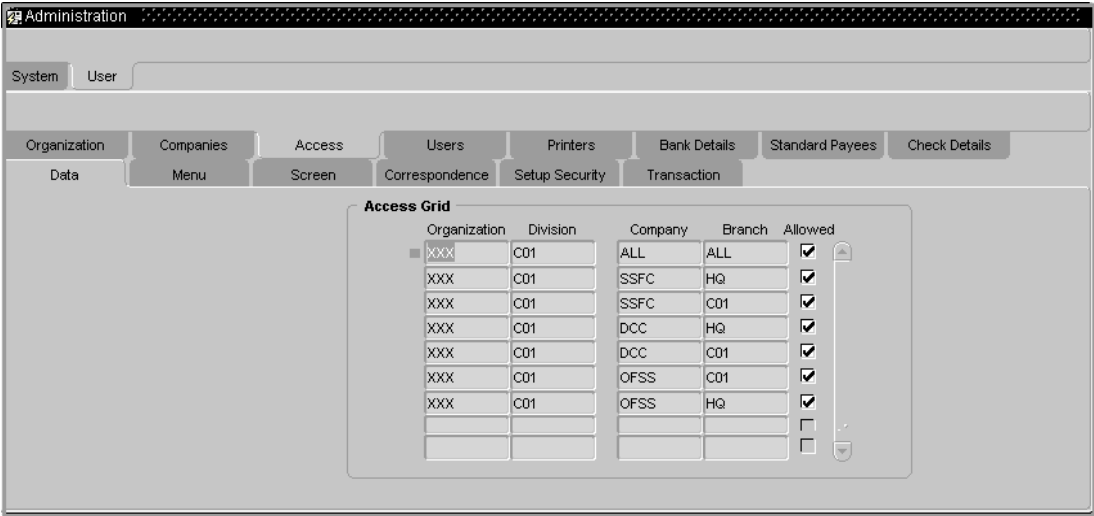 Administration
System User
Organization Companies Access Users Printers Bank Details Standard Payees Check Details
Data Menu Screen Correspondence Setup Security Transaction
Access Grid
Organization Division Company Branch Allowed
XXX C01 ALL ALL
XXX C01 SSFC HQ
XXX C01 SSFC C01
XXX C01 DCC HQ
XXX C01 DCC C01
XXX C01 OFSS C01
XXX C01 OFSS HQ